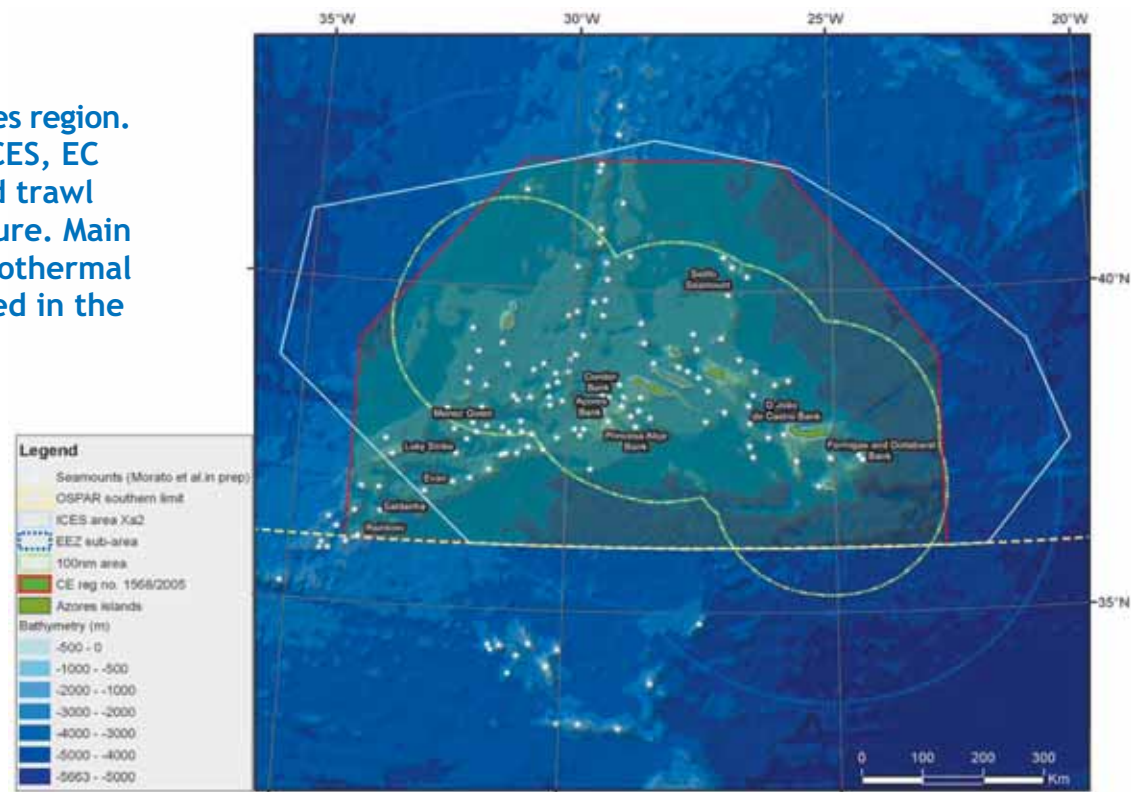 es region.
CES, EC
d trawl
ure. Main
othermal
ed in the
35°W
30°W
25°W
20°W
40°N
35°N
Seamount
Condor
Bank
Açores
Bank
Princess Alice
Bank
D. João
de Castro Bank
Formigas and Dollabarat
Bank
Menez Gwen
Lucky Strike
Evan
Saldanha
Rainbow
Legend
Seamounts (Morato et al.in prep)
OSPAR southern limit
ICES area Xa2
EEZ sub-area
100nm area
CE reg no. 1568/2005
Azores islands
Bathymetry (m)
-500 - 0
-1000 - -500
-2000 - -1000
-3000 - -2000
-4000 - -3000
-5000 - -4000
-5663 - -5000
0 100 200 300
Km